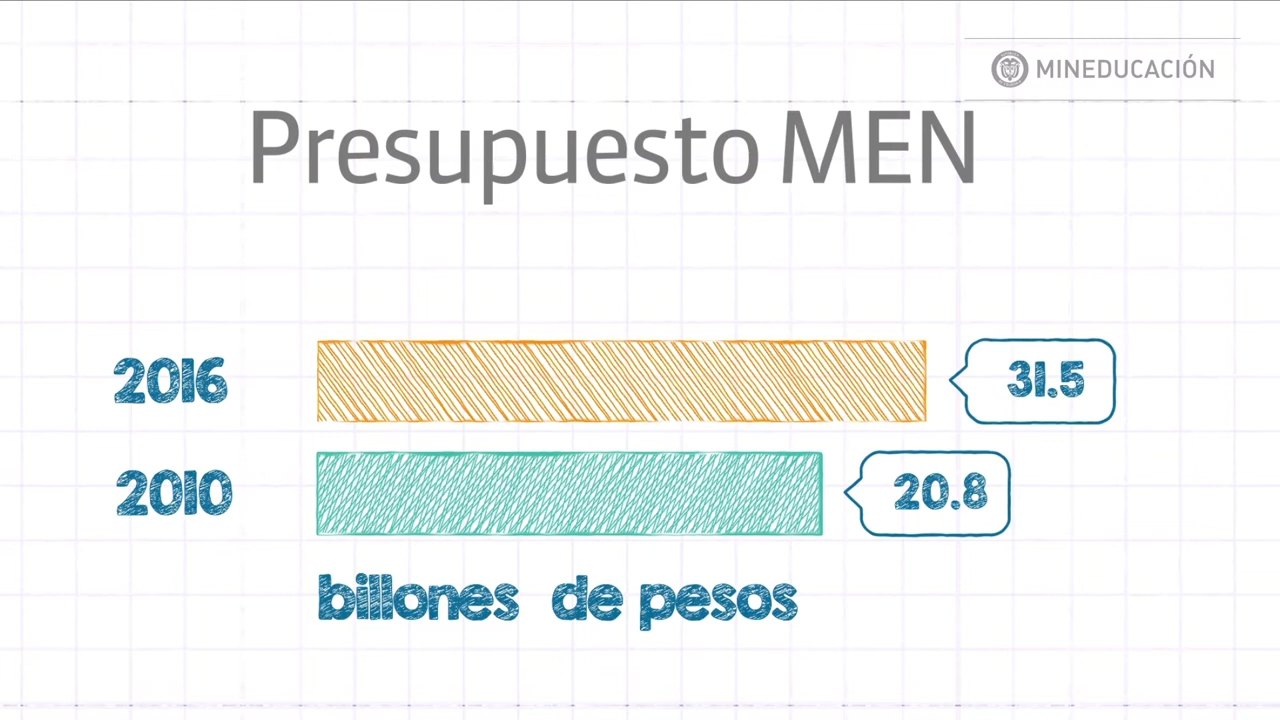 MINEDUCACIÓN
Presupuesto MEN
2016 31.5
2010 20.8
billones de pesos